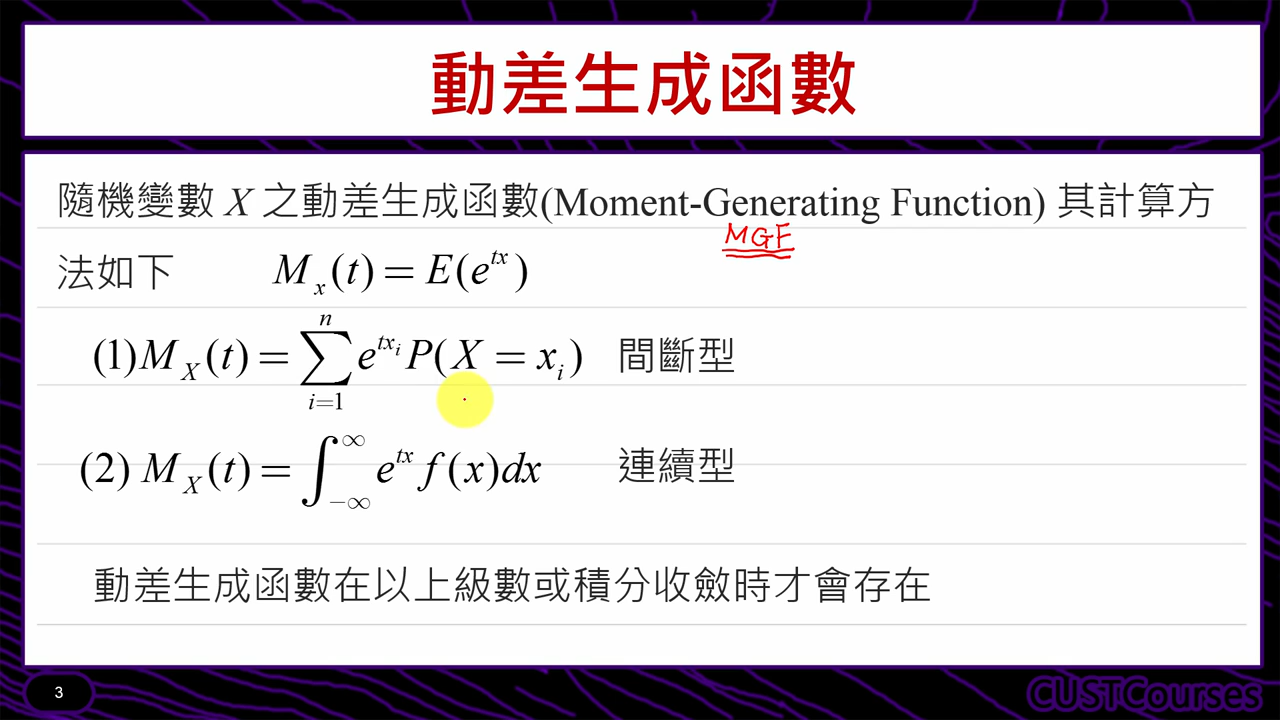 動差生成函數
隨機變數 X 之動差生成函數(Moment-Generating Function) 其計算方
MGF
法如下 M_x(t) = E(e^{tx})
(1) M_X(t) = \sum_{i=1}^{n} e^{tx_i} P(X = x_i) 間斷型
(2) M_X(t) = \int_{-\infty}^{\infty} e^{tx} f(x)dx 連續型
動差生成函數在以上級數或積分收斂時才會存在
3
CUSTCourses